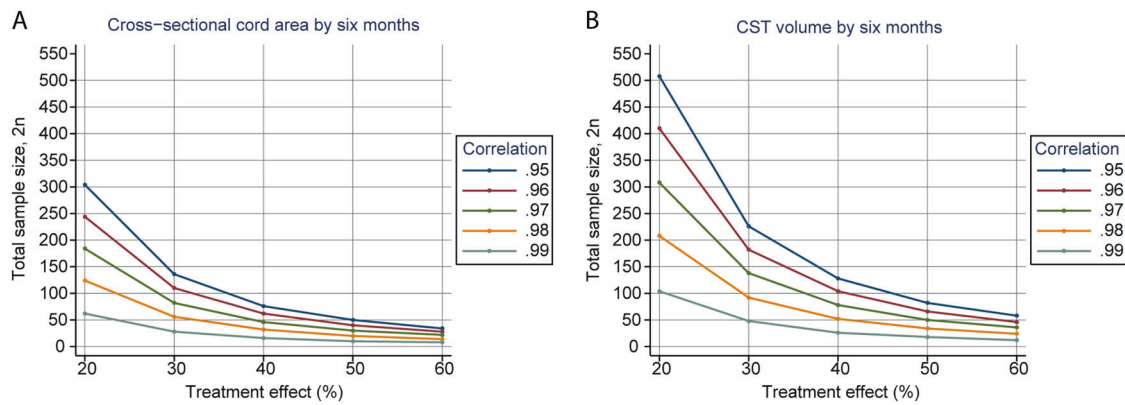 A
Cross-sectional cord area by six months
550
500
450
400
350
300
250
200
150
100
50
0
Total sample size, 2n
20 30 40 50 60
Treatment effect (%)
Correlation
.95
.96
.97
.98
.99
B
CST volume by six months
550
500
450
400
350
300
250
200
150
100
50
0
Total sample size, 2n
20 30 40 50 60
Treatment effect (%)
Correlation
.95
.96
.97
.98
.99